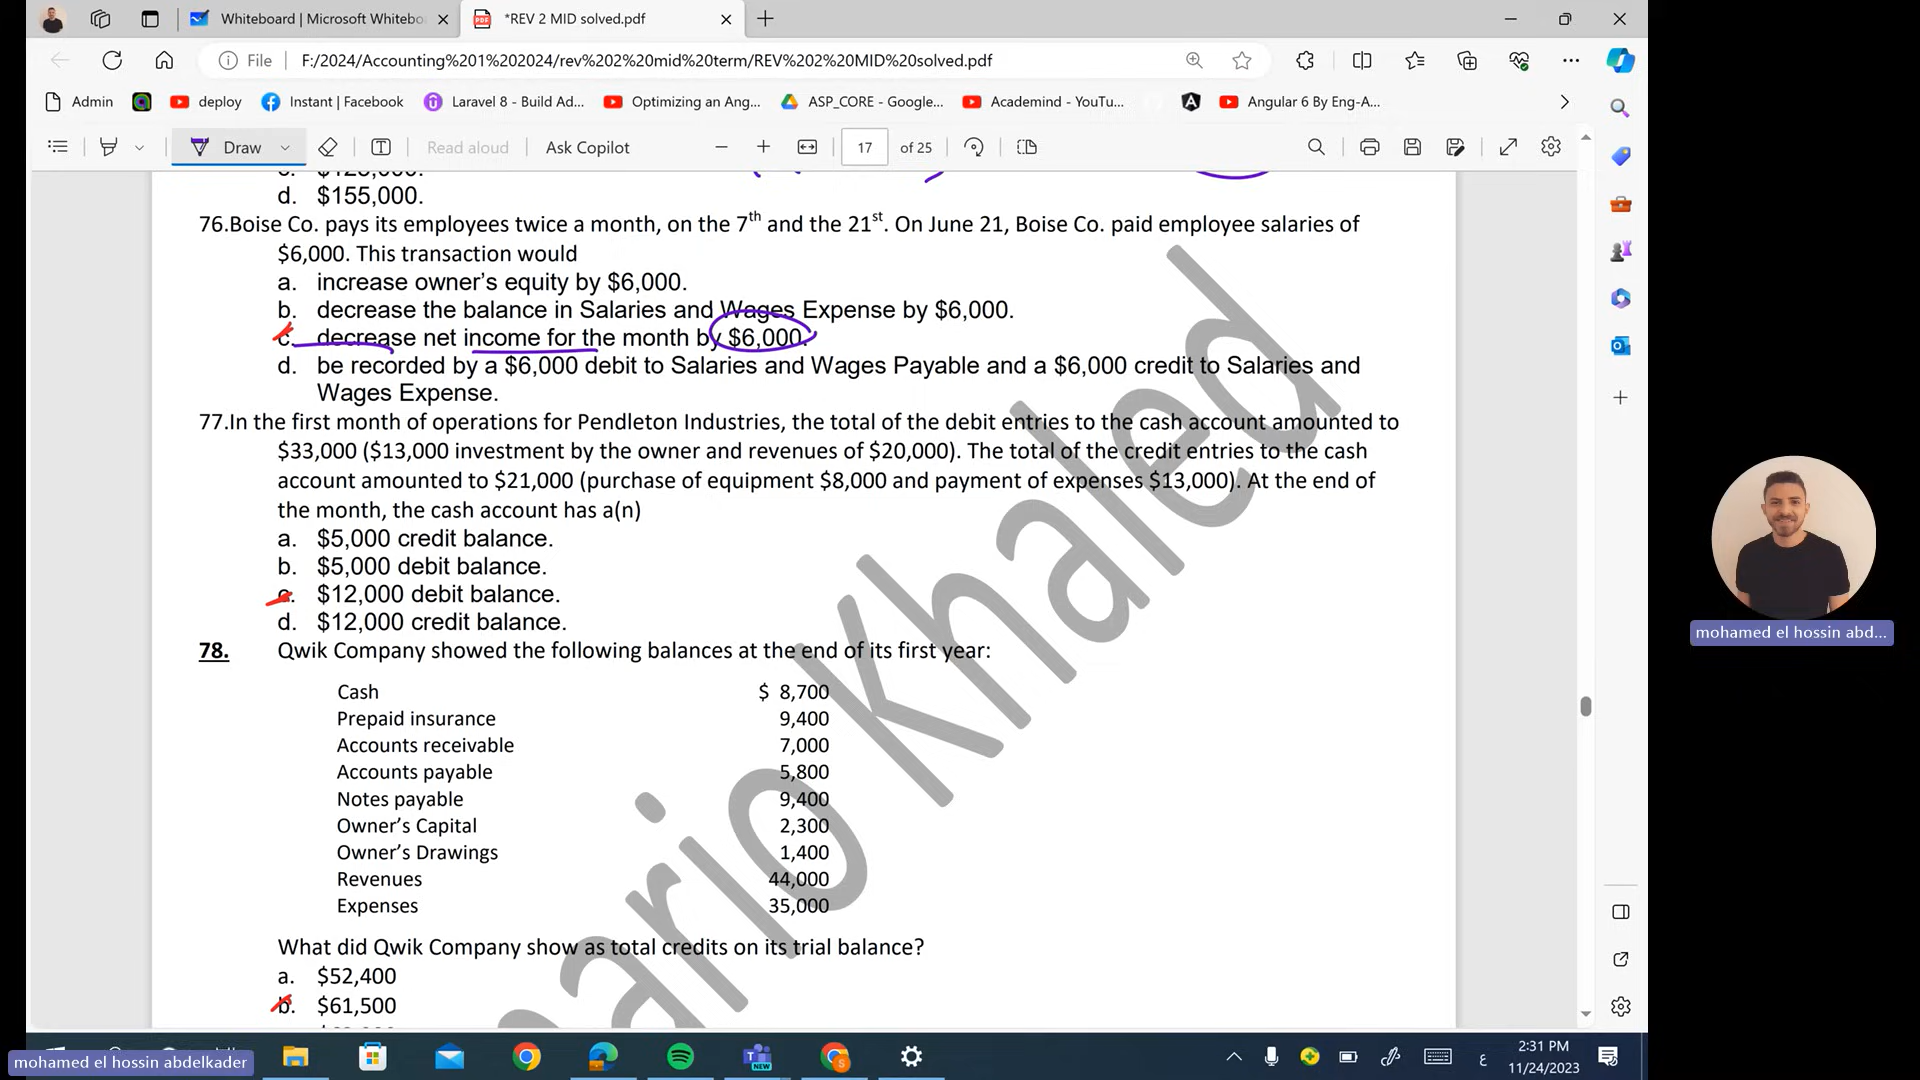 Whiteboard | Microsoft Whitebo
*REV 2 MID solved.pdf
File
F:/2024/Accounting%201%202024/rev%202%20mid%20term/REV%202%20MID%20solved.pdf
Admin
deploy
Instant | Facebook
Laravel 8 - Build Ad...
Optimizing an Ang...
ASP_CORE - Google...
Academind - YouTu...
Angular 6 By Eng-A...
Draw
Read aloud
Ask Copilot
17
of 25
d. $155,000.
76.Boise Co. pays its employees twice a month, on the 7th and the 21st. On June 21, Boise Co. paid employee salaries of
$6,000. This transaction would
a. increase owner’s equity by $6,000.
b. decrease the balance in Salaries and Wages Expense by $6,000.
c. decrease net income for the month by $6,000.
d. be recorded by a $6,000 debit to Salaries and Wages Payable and a $6,000 credit to Salaries and
Wages Expense.
77.In the first month of operations for Pendleton Industries, the total of the debit entries to the cash account amounted to
$33,000 ($13,000 investment by the owner and revenues of $20,000). The total of the credit entries to the cash
account amounted to $21,000 (purchase of equipment $8,000 and payment of expenses $13,000). At the end of
the month, the cash account has a(n)
a. $5,000 credit balance.
b. $5,000 debit balance.
c. $12,000 debit balance.
d. $12,000 credit balance.
78. Qwik Company showed the following balances at the end of its first year:
Cash $ 8,700
Prepaid insurance 9,400
Accounts receivable 7,000
Accounts payable 5,800
Notes payable 9,400
Owner’s Capital 2,300
Owner’s Drawings 1,400
Revenues 44,000
Expenses 35,000
What did Qwik Company show as total credits on its trial balance?
a. $52,400
b. $61,500
ario Khaled
mohamed el hossin abd...
mohamed el hossin abdelkader
NEW
ع
2:31 PM
11/24/2023